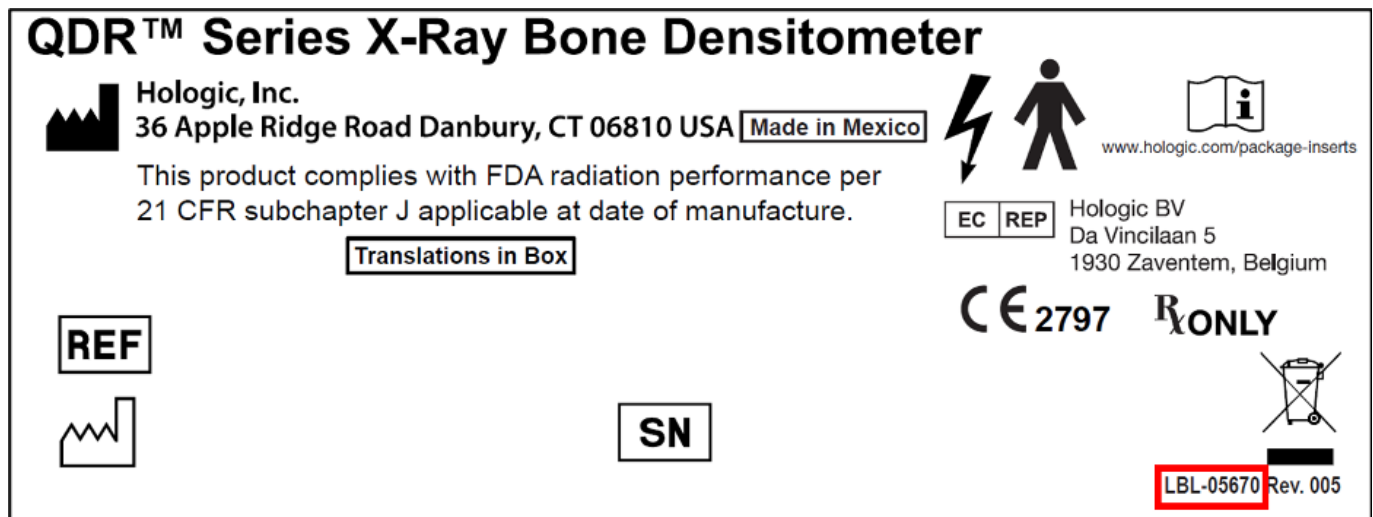 QDR™ Series X-Ray Bone Densitometer
Hologic, Inc.
36 Apple Ridge Road Danbury, CT 06810 USA Made in Mexico
This product complies with FDA radiation performance per
21 CFR subchapter J applicable at date of manufacture.
Translations in Box
i
www.hologic.com/package-inserts
EC REP
Hologic BV
Da Vincilaan 5
1930 Zaventem, Belgium
CE 2797
Rx ONLY
REF
SN
LBL-05670 Rev. 005